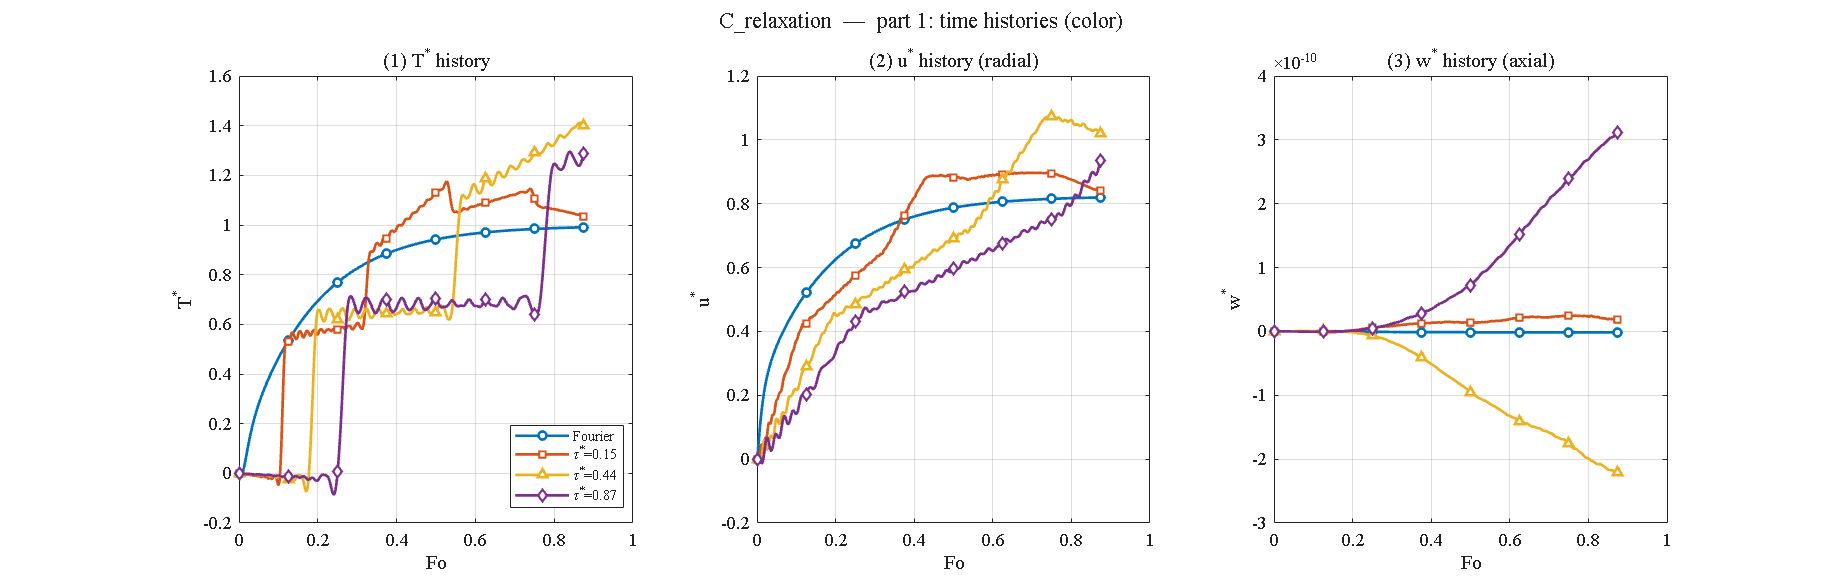 C_relaxation — part 1: time histories (color)
(1) T* history
1.6
1.4
1.2
1
0.8
0.6
0.4
0.2
0
-0.2
T*
0 0.2 0.4 0.6 0.8 1
Fo
Fourier
τ*=0.15
τ*=0.44
τ*=0.87
(2) u* history (radial)
1.2
1
0.8
0.6
0.4
0.2
0
-0.2
u*
0 0.2 0.4 0.6 0.8 1
Fo
×10-10
(3) w* history (axial)
4
3
2
1
0
-1
-2
-3
w*
0 0.2 0.4 0.6 0.8 1
Fo